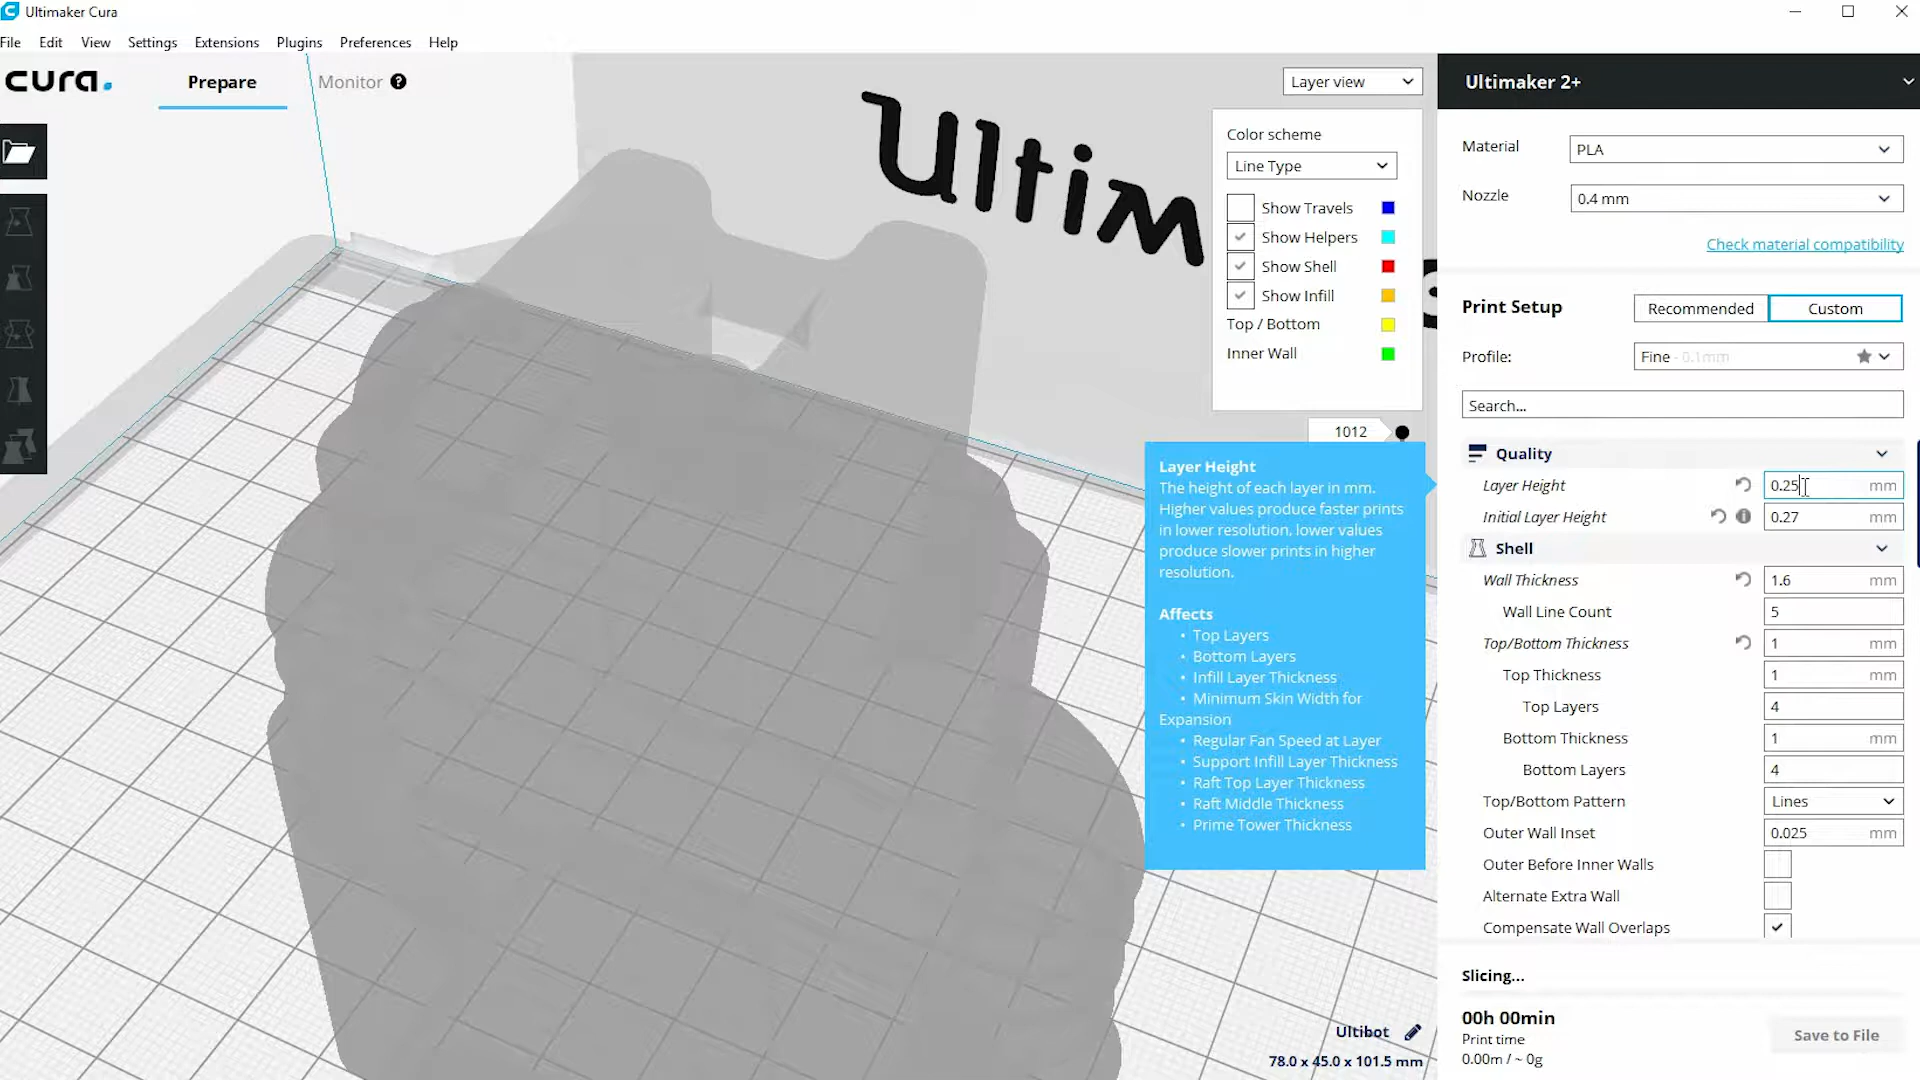 Ultimaker Cura
File Edit View Settings Extensions Plugins Preferences Help
cura.
Prepare
Monitor ?
Layer view
Ultim
Color scheme
Line Type
Show Travels
Show Helpers
Show Shell
Show Infill
Top / Bottom
Inner Wall
1012
Layer Height
The height of each layer in mm.
Higher values produce faster prints
in lower resolution, lower values
produce slower prints in higher
resolution.
Affects
• Top Layers
• Bottom Layers
• Infill Layer Thickness
• Minimum Skin Width for
Expansion
• Regular Fan Speed at Layer
• Support Infill Layer Thickness
• Raft Top Layer Thickness
• Raft Middle Thickness
• Prime Tower Thickness
Ultibot
78.0 x 45.0 x 101.5 mm
Ultimaker 2+
Material PLA
Nozzle 0.4 mm
Check material compatibility
Print Setup Recommended Custom
Profile: Fine - 0.1mm
Search...
Quality
Layer Height 0.25 mm
Initial Layer Height 0.27 mm
Shell
Wall Thickness 1.6 mm
Wall Line Count 5
Top/Bottom Thickness 1 mm
Top Thickness 1 mm
Top Layers 4
Bottom Thickness 1 mm
Bottom Layers 4
Top/Bottom Pattern Lines
Outer Wall Inset 0.025 mm
Outer Before Inner Walls
Alternate Extra Wall
Compensate Wall Overlaps
Slicing...
00h 00min
Print time
0.00m / ~ 0g
Save to File